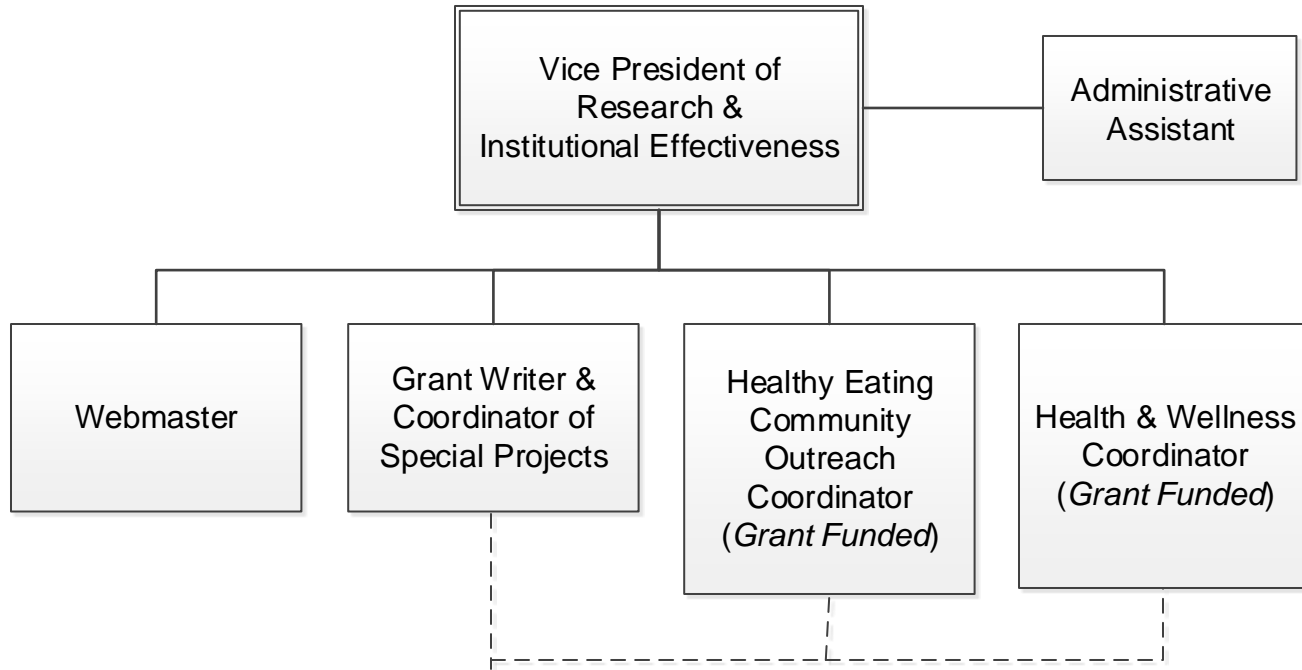 Vice President of
Research &
Institutional Effectiveness
Administrative
Assistant
Webmaster
Grant Writer &
Coordinator of
Special Projects
Healthy Eating
Community
Outreach
Coordinator
(Grant Funded)
Health & Wellness
Coordinator
(Grant Funded)